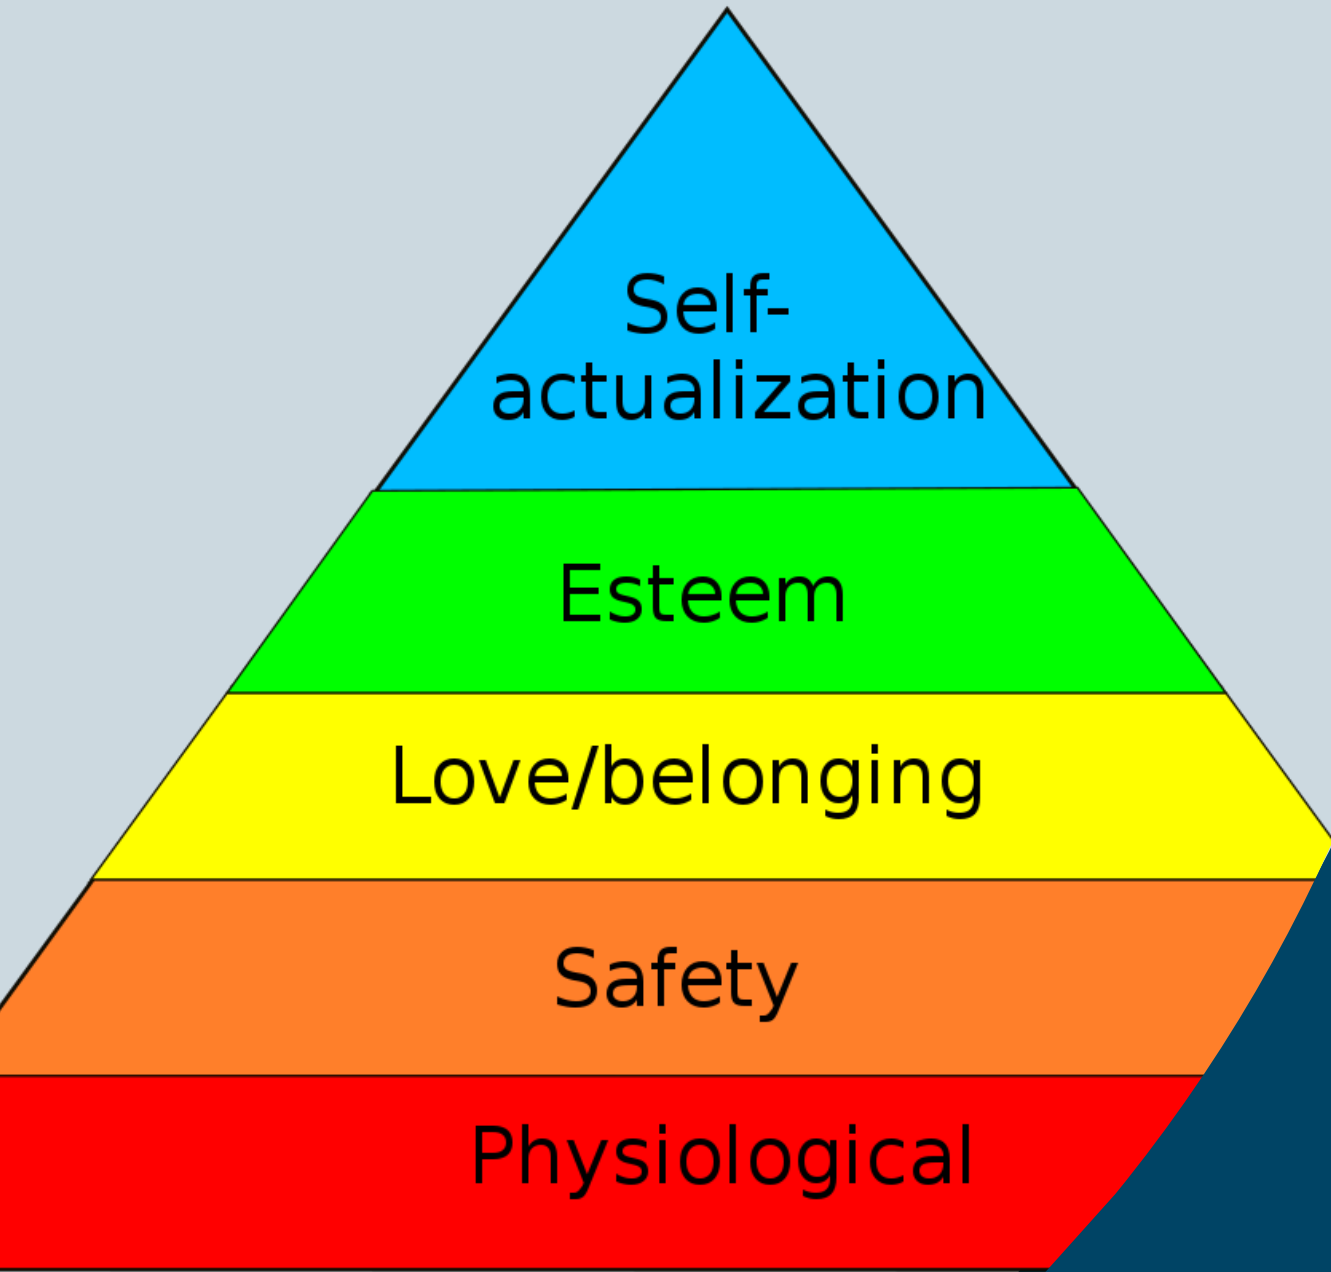 Self-
actualization
Esteem
Love/belonging
Safety
Physiological